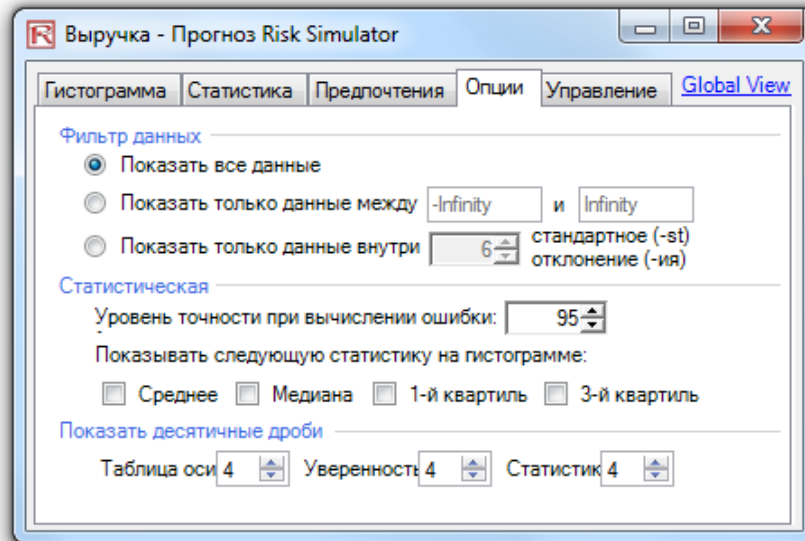 R Выручка - Прогноз Risk Simulator
Гистограмма Статистика Предпочтения Опции Управление Global View
Фильтр данных
Показать все данные
Показать только данные между -Infinity и Infinity
Показать только данные внутри 6 стандартное (-st)
отклонение (-ия)
Статистическая
Уровень точности при вычислении ошибки: 95
Показывать следующую статистику на гистограмме:
Среднее Медиана 1-й квартиль 3-й квартиль
Показать десятичные дроби
Таблица оси 4 Уверенность 4 Статистик 4